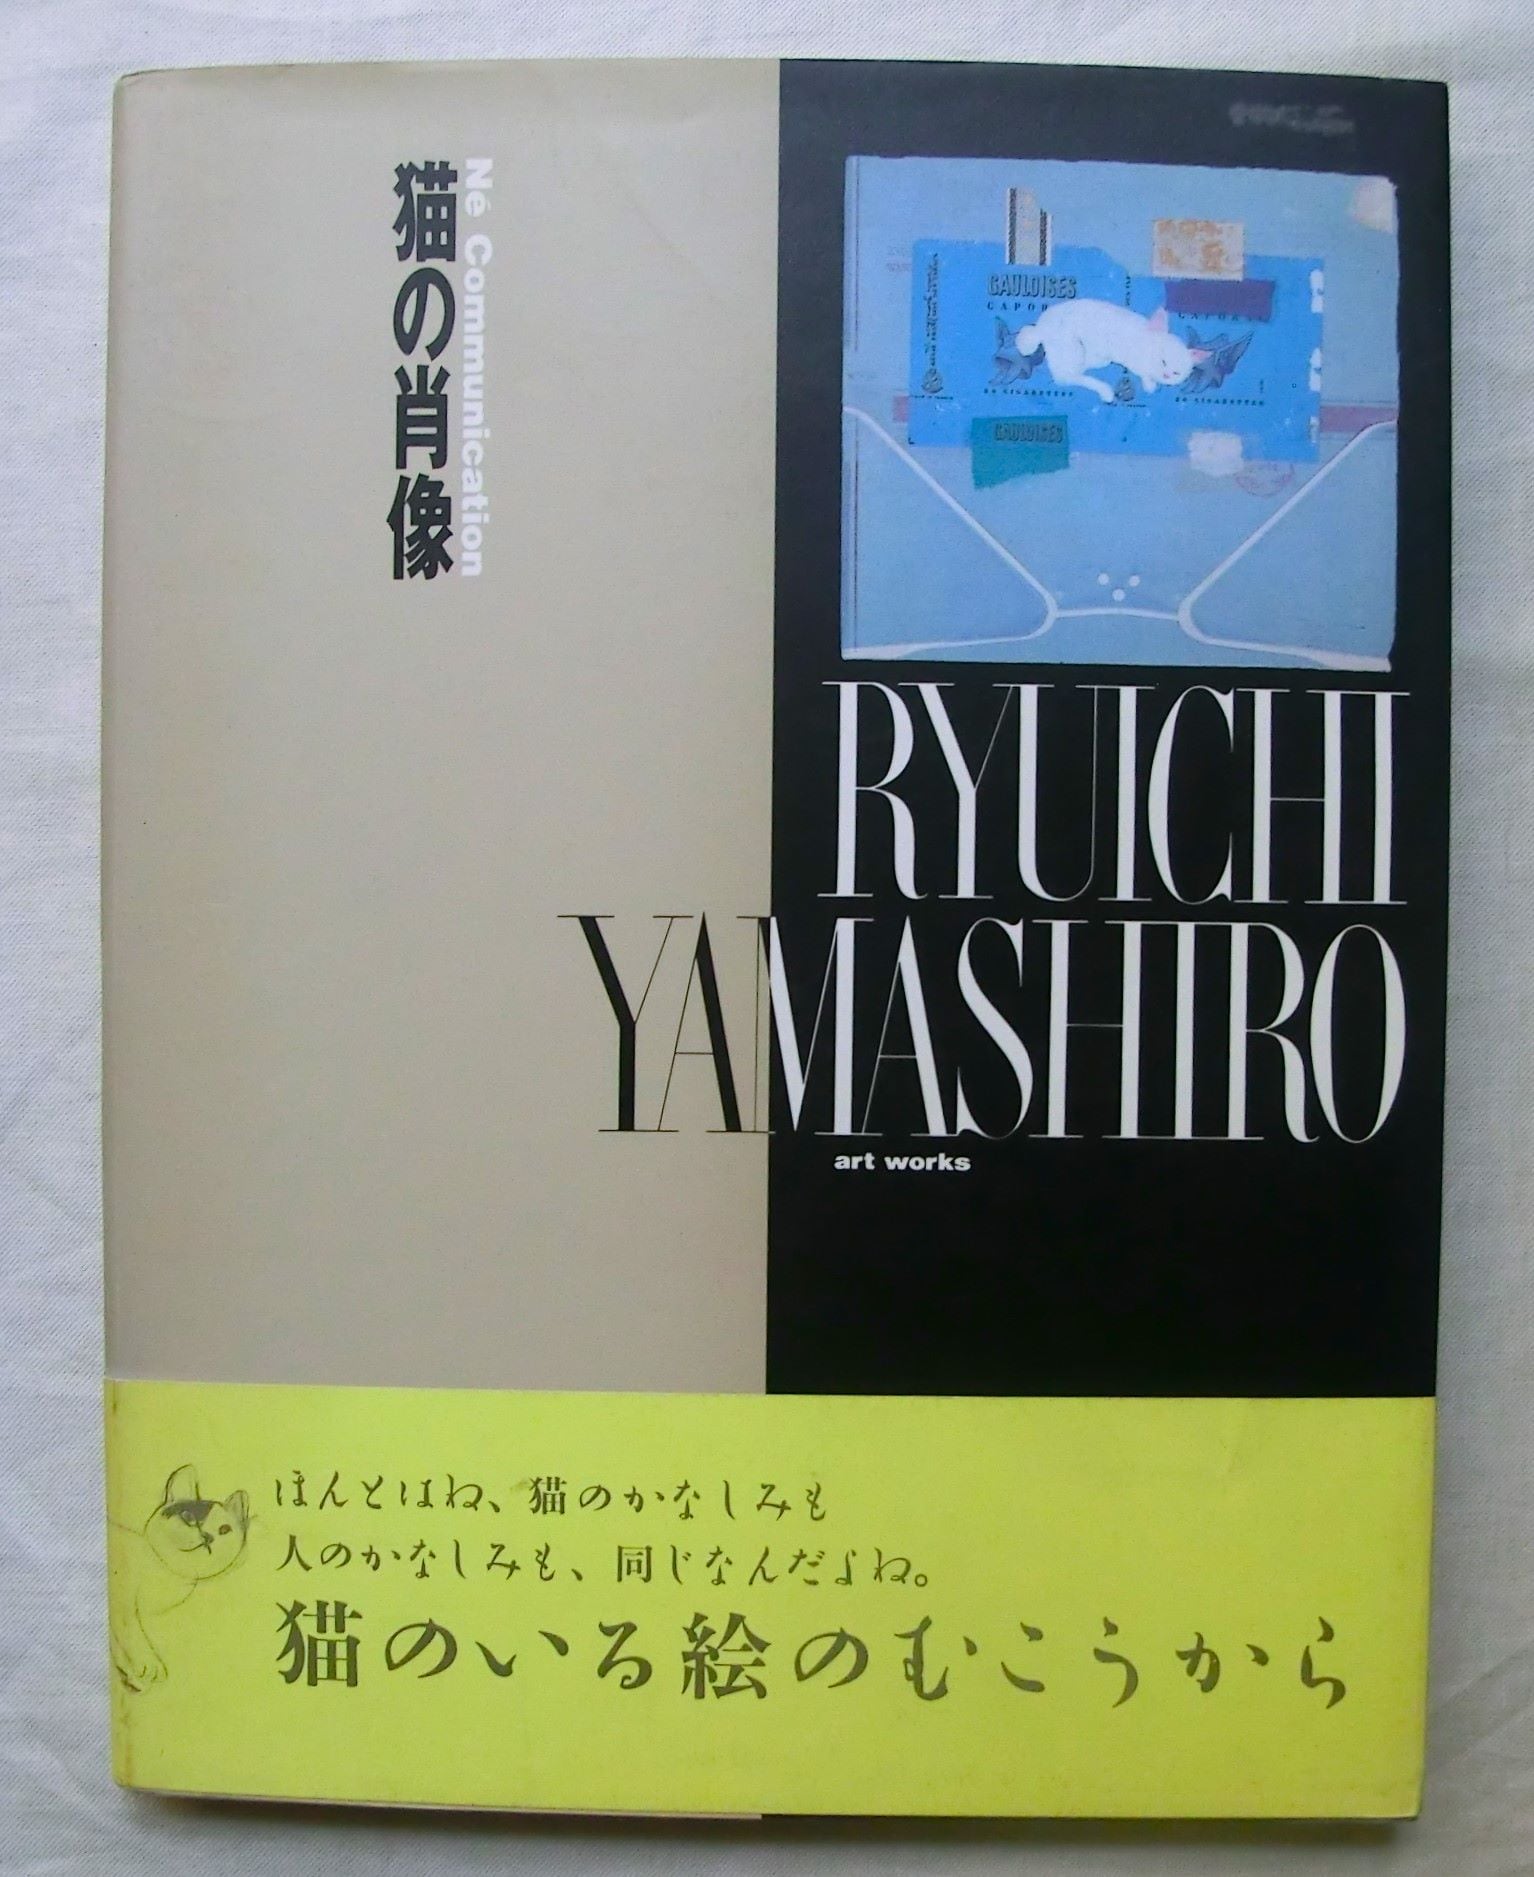 猫の肖像
Né Communication
GAULOISES
GAULOISES
RYUICHI
YAMASHIRO
art works
ほんとはね、猫のかなしみも
人のかなしみも、同じなんだよね。
猫のいる絵のむこうから